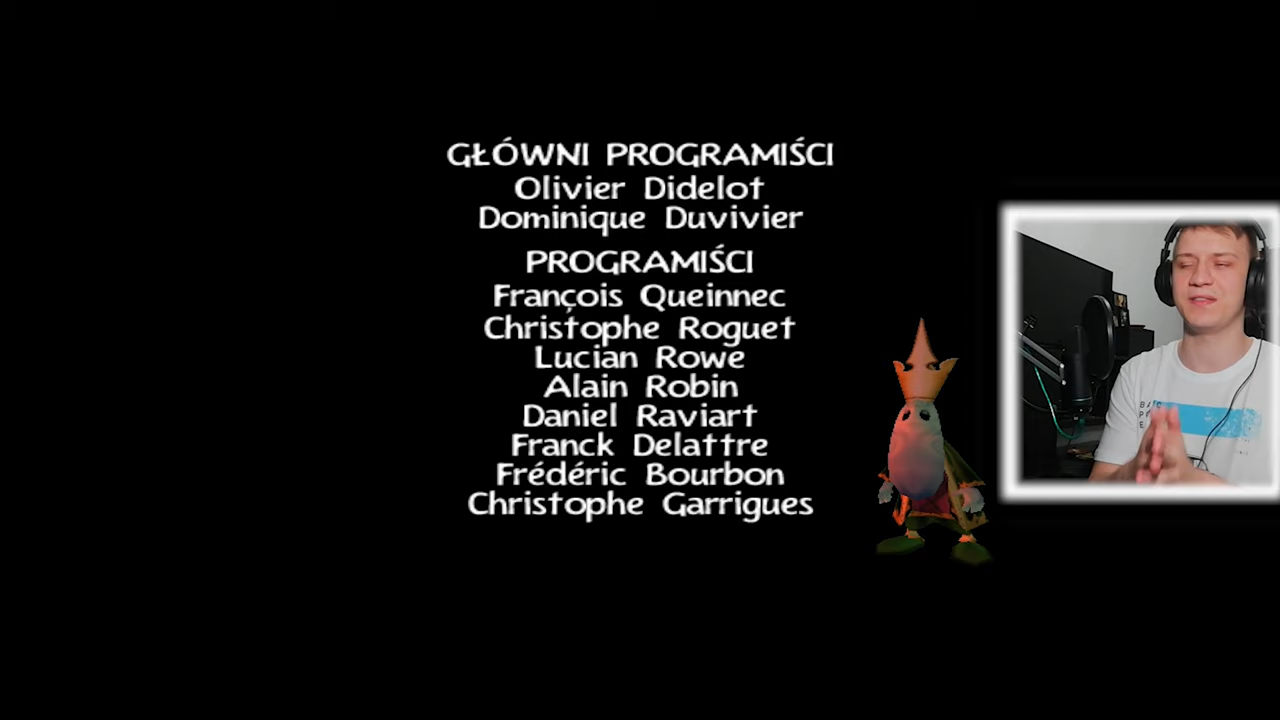 GŁÓWNI PROGRAMIŚCI
Olivier Didelot
Dominique Duvivier
PROGRAMIŚCI
François Queinnec
Christophe Roguet
Lucian Rowe
Alain Robin
Daniel Raviart
Franck Delattre
Frédéric Bourbon
Christophe Garrigues